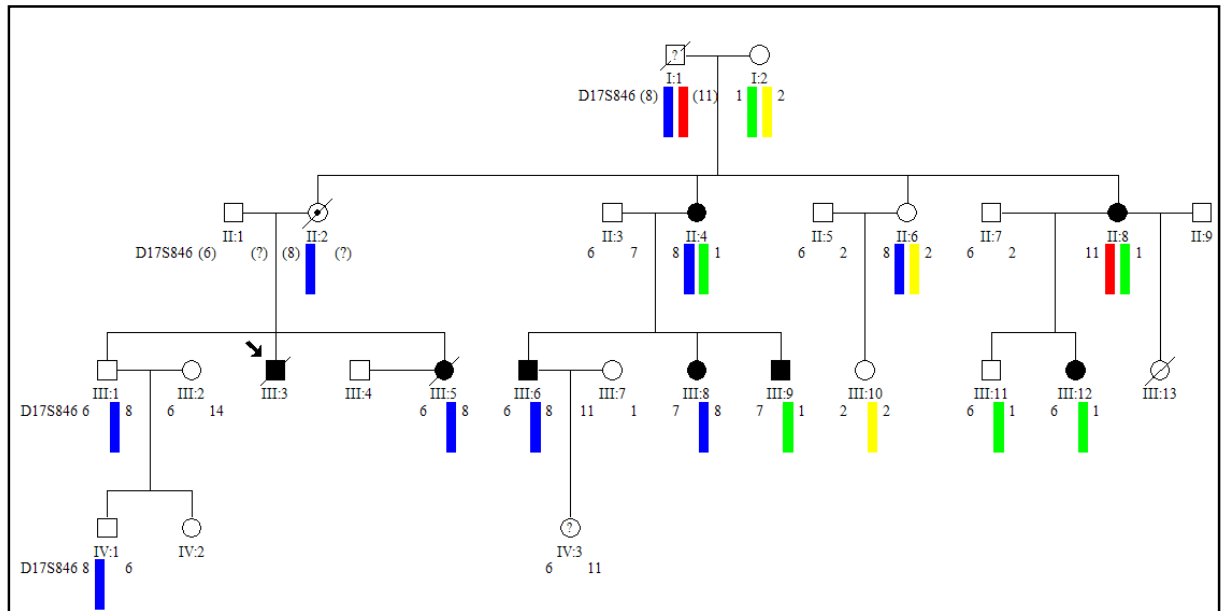 ?
I:1 I:2
D17S846 (8) (11) 1 2
II:1 II:2 II:3 II:4 II:5 II:6 II:7 II:8 II:9
D17S846 (6) (?) (8) (?) 6 7 8 1 6 2 8 2 6 2 11 1
III:1 III:2 III:3 III:4 III:5 III:6 III:7 III:8 III:9 III:10 III:11 III:12 III:13
D17S846 6 8 6 14 6 8 6 8 11 1 7 8 7 1 2 2 6 1 6 1
?
IV:1 IV:2 IV:3
D17S846 8 6 6 11